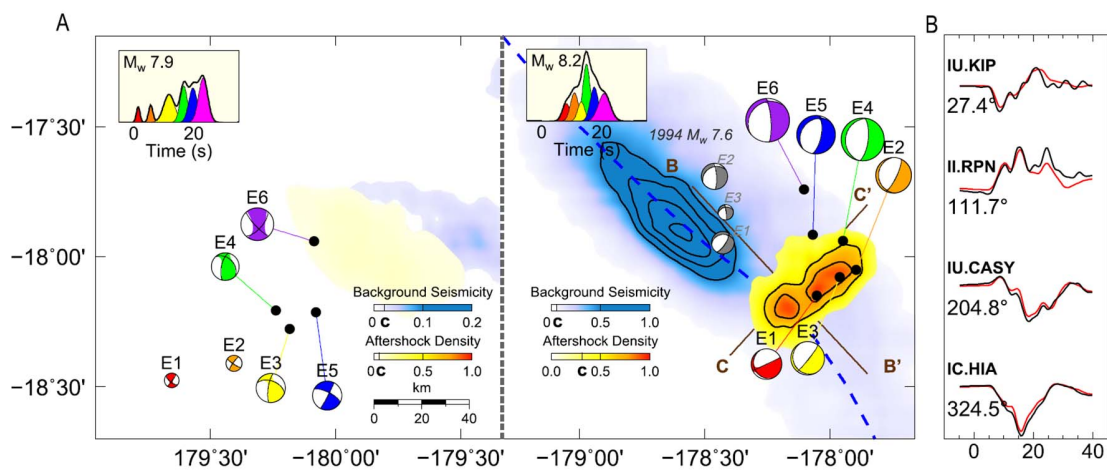 A
B
M_w 7.9
0 20
Time (s)
M_w 8.2
0 20
Time (s)
1994 M_w 7.6
−17°30'
−18°00'
−18°30'
E6
E4
E2
E1
E3
E5
Background Seismicity
0 C 0.1 0.2
Aftershock Density
0 C 0.5 1.0
km
0 20 40
E6
E5
E4
E2
B
E2
E3
E1
C'
Background Seismicity
0 C 0.5 1.0
Aftershock Density
0.0 C 0.5 1.0
E1
E3
C
B'
179°30' −180°00' −179°30' −179°00' −178°30' −178°00'
IU.KIP
27.4°
II.RPN
111.7°
IU.CASY
204.8°
IC.HIA
324.5°
0 20 40